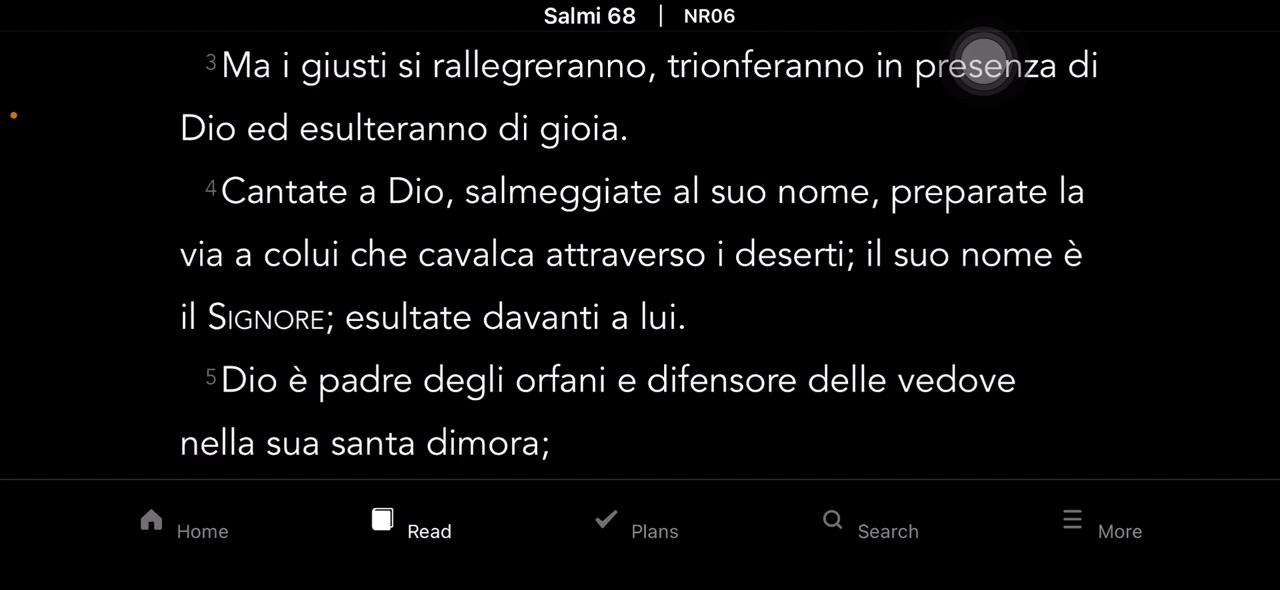 Salmi 68 | NR06
3 Ma i giusti si rallegreranno, trionferanno in presenza di
Dio ed esulteranno di gioia.
4 Cantate a Dio, salmeggiate al suo nome, preparate la
via a colui che cavalca attraverso i deserti; il suo nome è
il SIGNORE; esultate davanti a lui.
5 Dio è padre degli orfani e difensore delle vedove
nella sua santa dimora;
Home Read Plans Search More